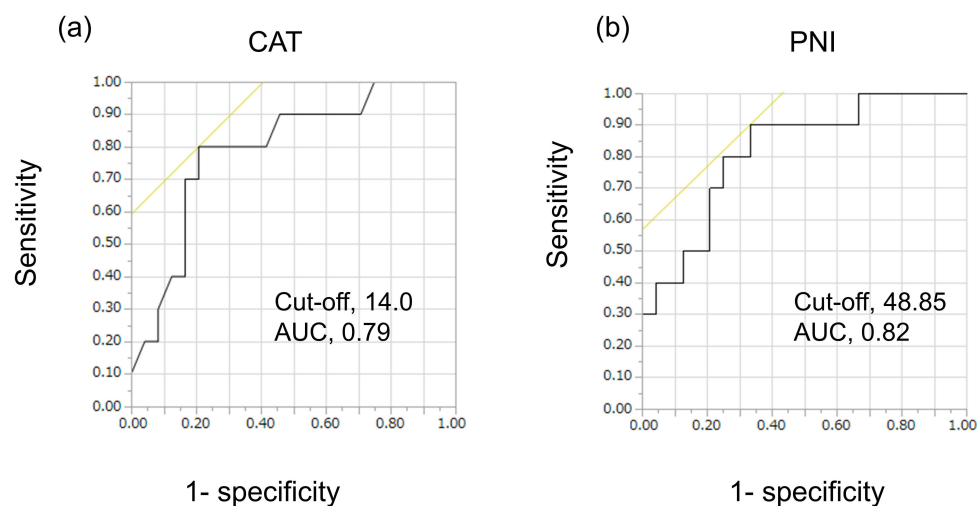 (a)
CAT
Sensitivity
1.00
0.90
0.80
0.70
0.60
0.50
0.40
0.30
0.20
0.10
0.00
Cut-off, 14.0
AUC, 0.79
0.00 0.20 0.40 0.60 0.80 1.00
1- specificity
(b)
PNI
Sensitivity
1.00
0.90
0.80
0.70
0.60
0.50
0.40
0.30
0.20
0.10
0.00
Cut-off, 48.85
AUC, 0.82
0.00 0.20 0.40 0.60 0.80 1.00
1- specificity